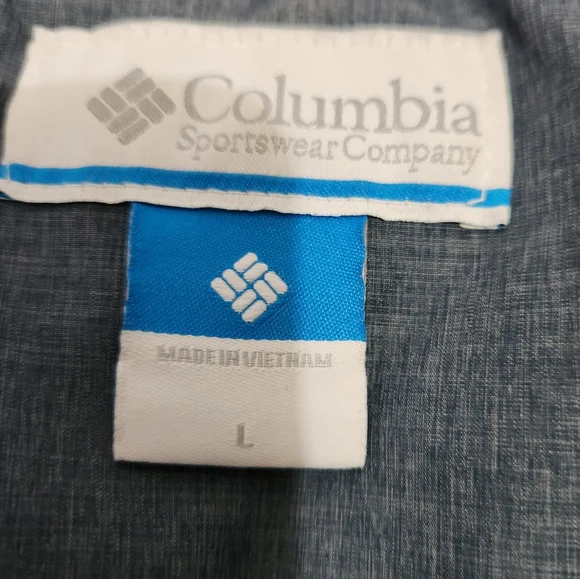 Columbia
Sportswear Company
MADE IN VIETNAM
L